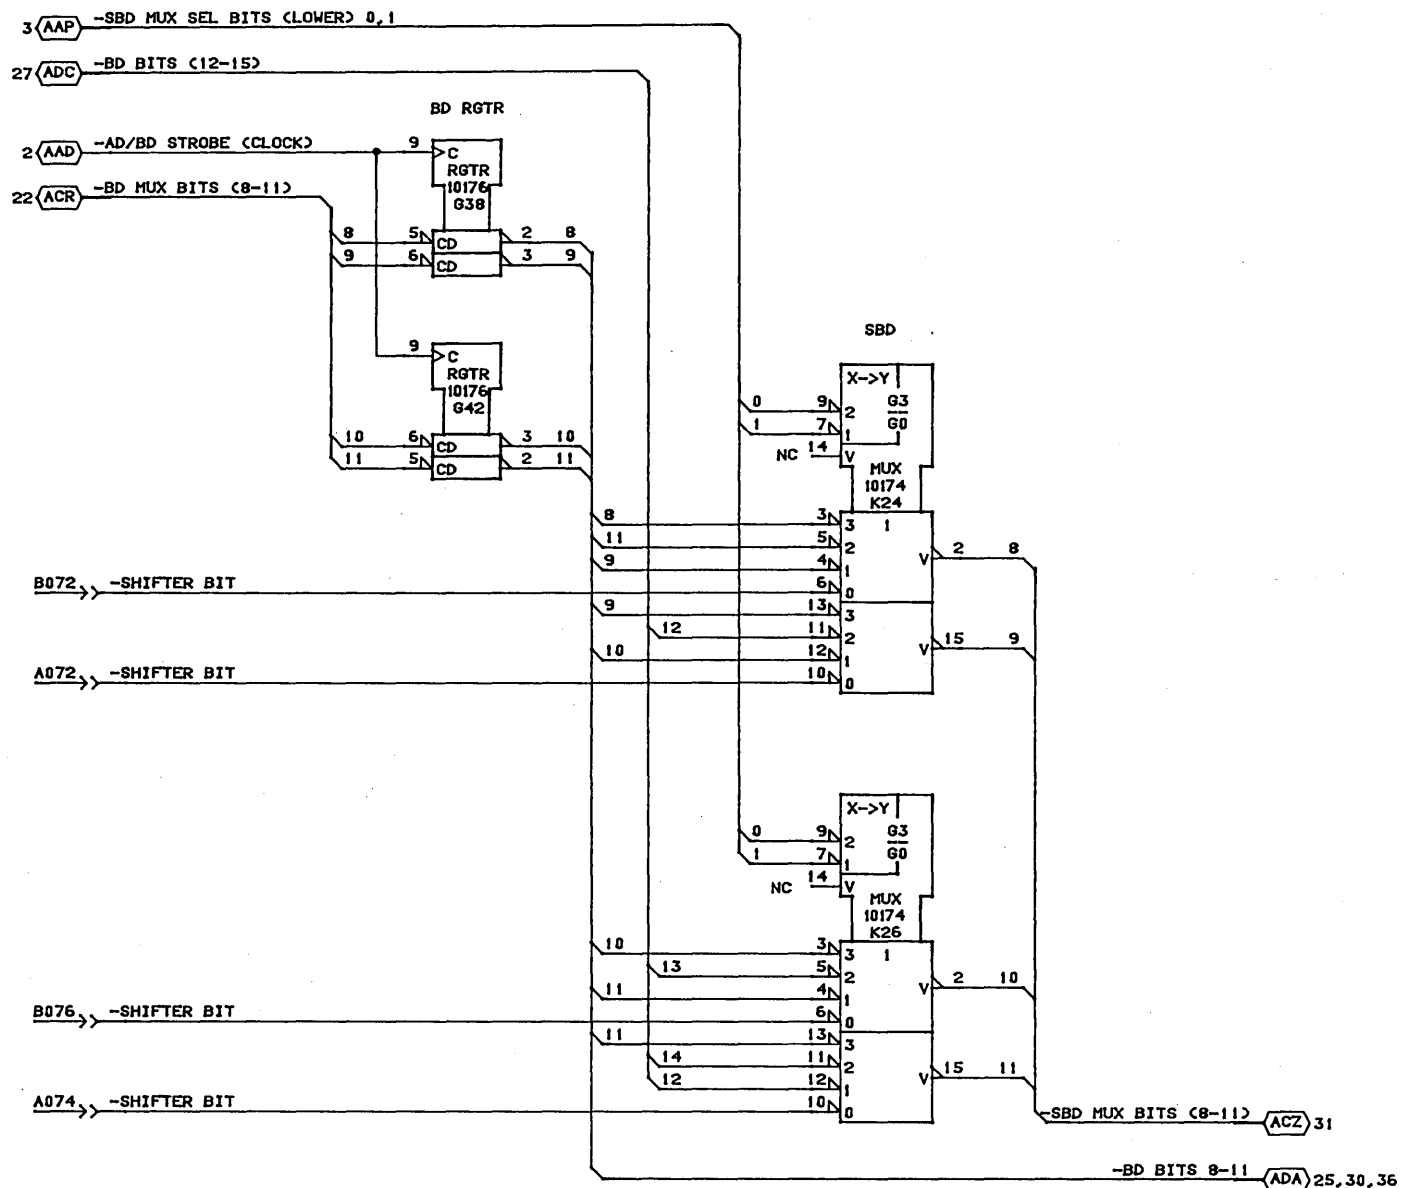 3 AAP -SBD MUX SEL BITS (LOWER) 0,1
27 ADC -BD BITS (12-15)
BD RGTR
2 AAD -AD/BD STROBE (CLOCK) 9 C
RGTR
10176
G38
22 ACR -BD MUX BITS (8-11)
8 5 CD 2 8
9 6 CD 3 9
9 C
RGTR
10176
G42
10 6 CD 3 10
11 5 CD 2 11
SBD
X->Y
G3
G0
0 9 2
1 7 1
NC 14 V
MUX
10174
K24
8 3 3 1
11 5 2
V 2 8
9 4 1
B072 -SHIFTER BIT 6 0
9 13 3
12 11 2
V 15 9
10 12 1
A072 -SHIFTER BIT 10 0
X->Y
G3
G0
0 9 2
1 7 1
NC 14 V
MUX
10174
K26
10 3 3 1
13 5 2
V 2 10
11 4 1
B076 -SHIFTER BIT 6 0
11 13 3
14 11 2
V 15 11
12 12 1
A074 -SHIFTER BIT 10 0
-SBD MUX BITS (8-11) ACZ 31
-BD BITS 8-11 ADA 25,30,36